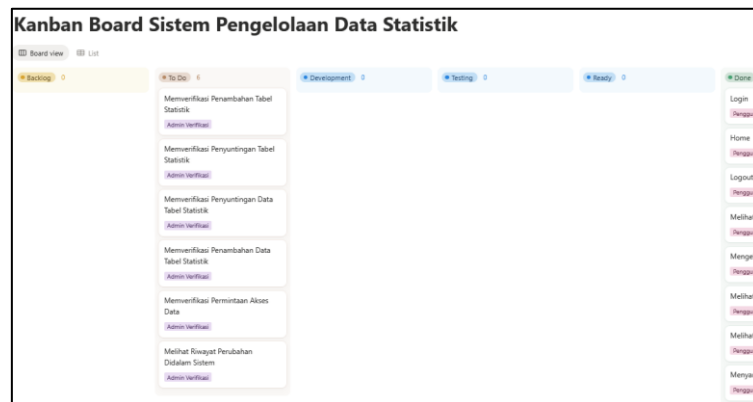 Kanban Board Sistem Pengelolaan Data Statistik
Board view List
Backlog 0
To Do 6
Memverifikasi Penambahan Tabel
Statistik
Admin Verifikasi
Memverifikasi Penyuntingan Tabel
Statistik
Admin Verifikasi
Memverifikasi Penyuntingan Data
Tabel Statistik
Admin Verifikasi
Memverifikasi Penambahan Data
Tabel Statistik
Admin Verifikasi
Memverifikasi Permintaan Akses
Data
Admin Verifikasi
Melihat Riwayat Perubahan
Didalam Sistem
Admin Verifikasi
Development 0
Testing 0
Ready 0
Done
Login
Home
Logout